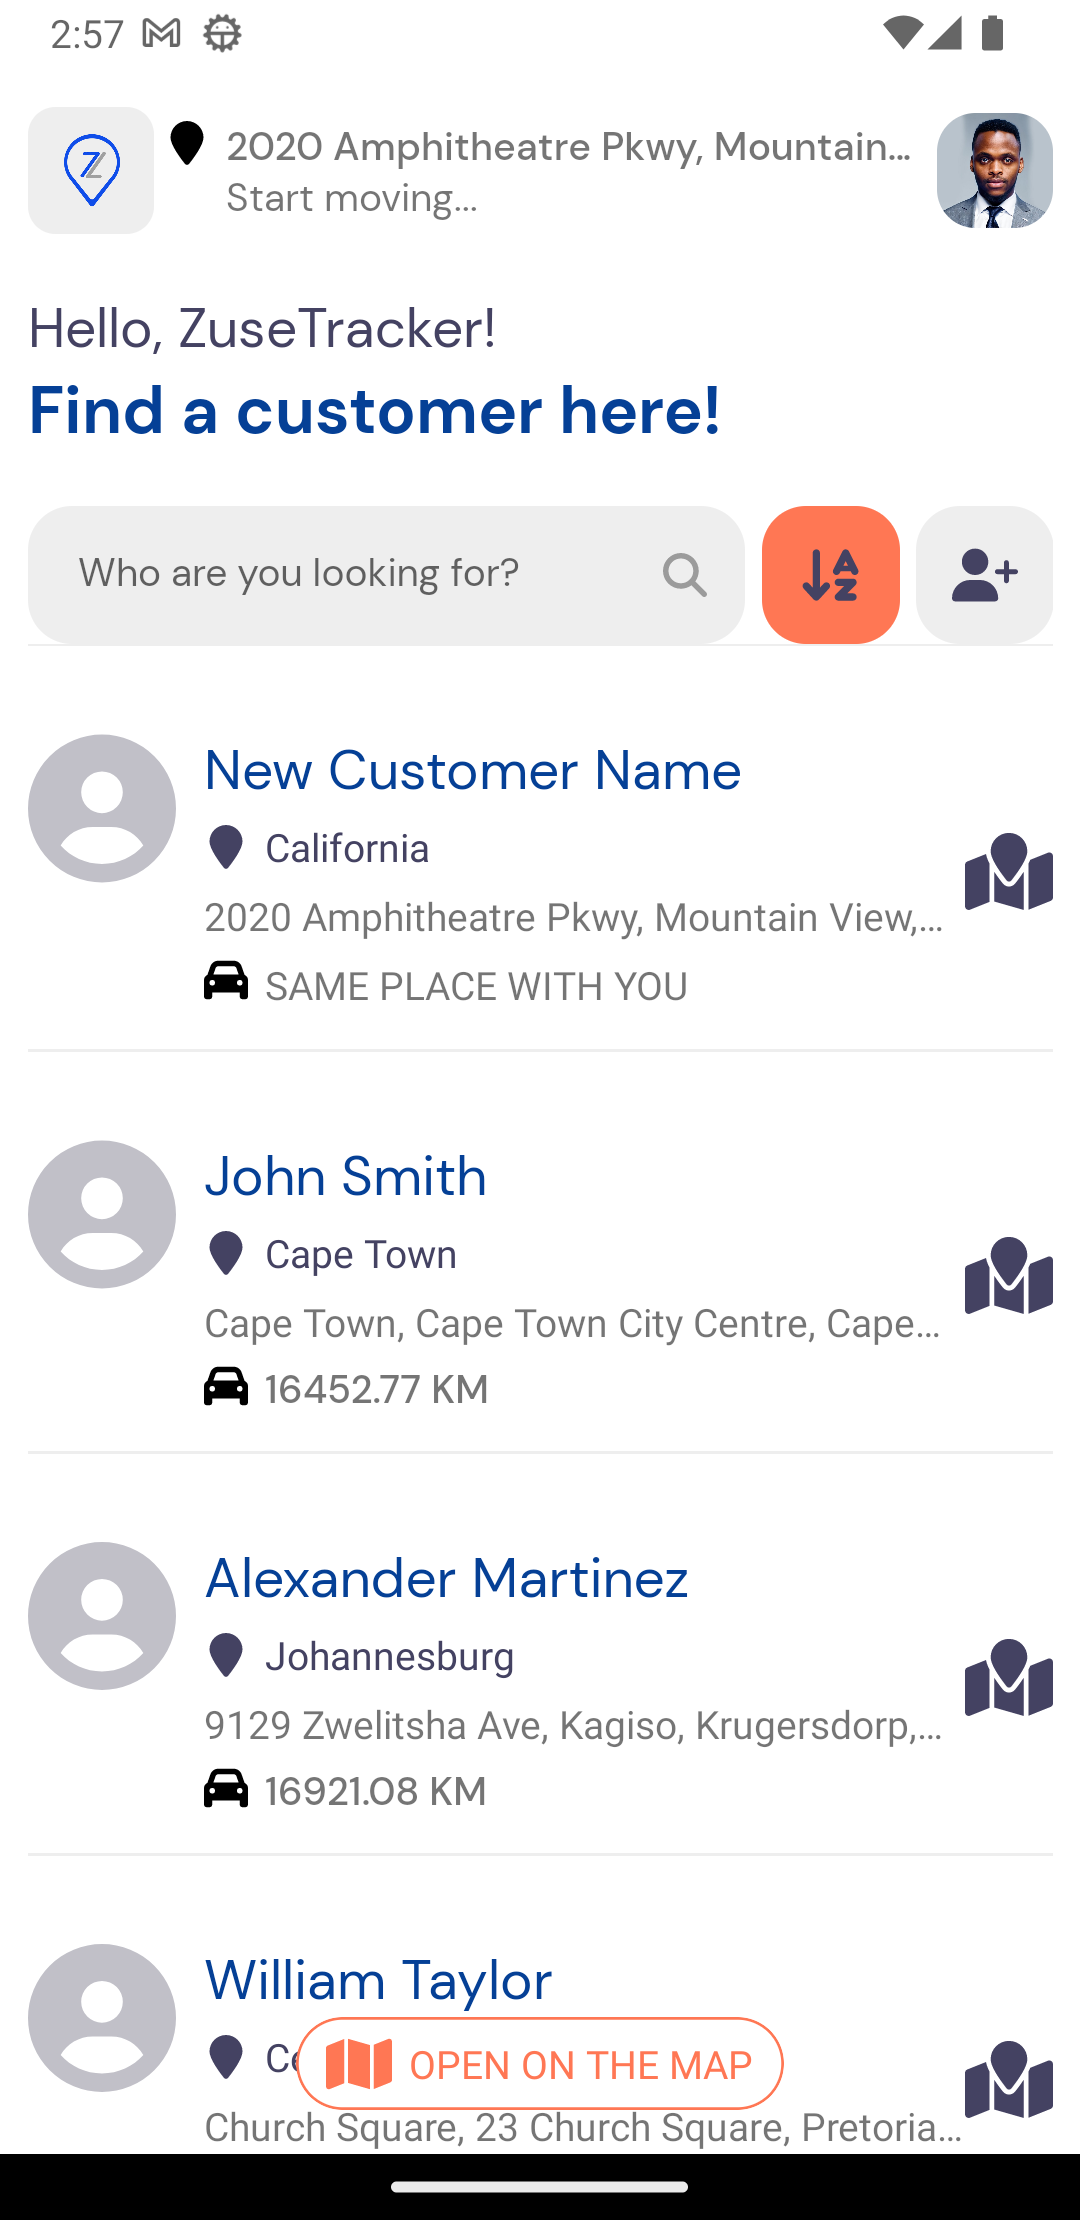 2:57
2020 Amphitheatre Pkwy, Mountain...
Start moving...
Hello, ZuseTracker!
Find a customer here!
Who are you looking for?
New Customer Name
California
2020 Amphitheatre Pkwy, Mountain View,...
SAME PLACE WITH YOU
John Smith
Cape Town
Cape Town, Cape Town City Centre, Cape...
16452.77 KM
Alexander Martinez
Johannesburg
9129 Zwelitsha Ave, Kagiso, Krugersdorp,...
16921.08 KM
William Taylor
OPEN ON THE MAP
Church Square, 23 Church Square, Pretoria...